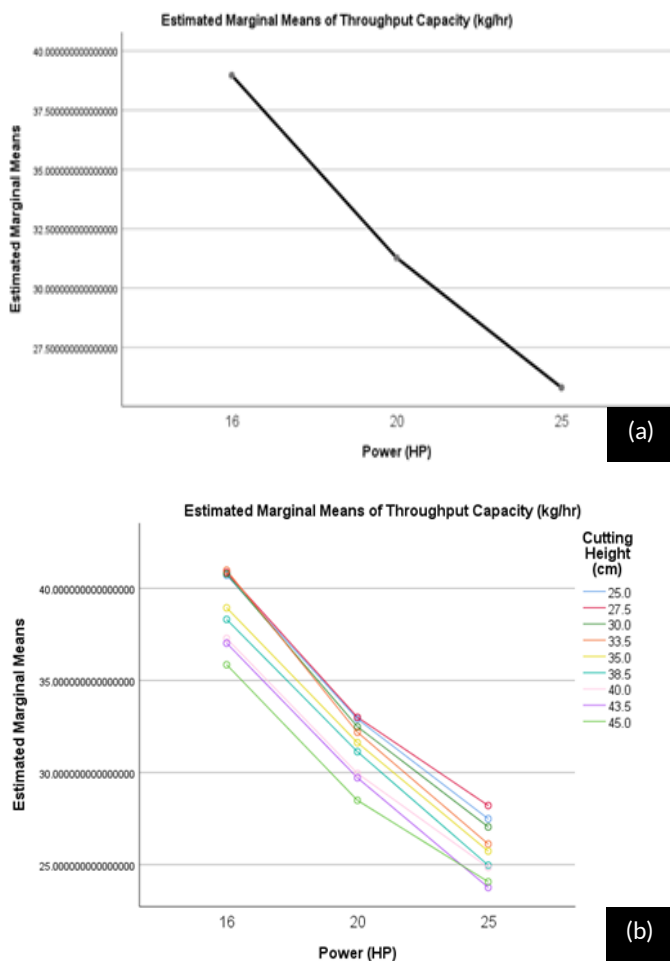 Estimated Marginal Means of Throughput Capacity (kg/hr)
Estimated Marginal Means
40.000000000000000
37.500000000000000
35.000000000000000
32.500000000000000
30.000000000000000
27.500000000000000
16
20
25
Power (HP)
(a)
Estimated Marginal Means of Throughput Capacity (kg/hr)
Estimated Marginal Means
40.000000000000000
35.000000000000000
30.000000000000000
25.000000000000000
16
20
25
Power (HP)
Cutting
Height
(cm)
25.0
27.5
30.0
33.5
35.0
38.5
40.0
43.5
45.0
(b)